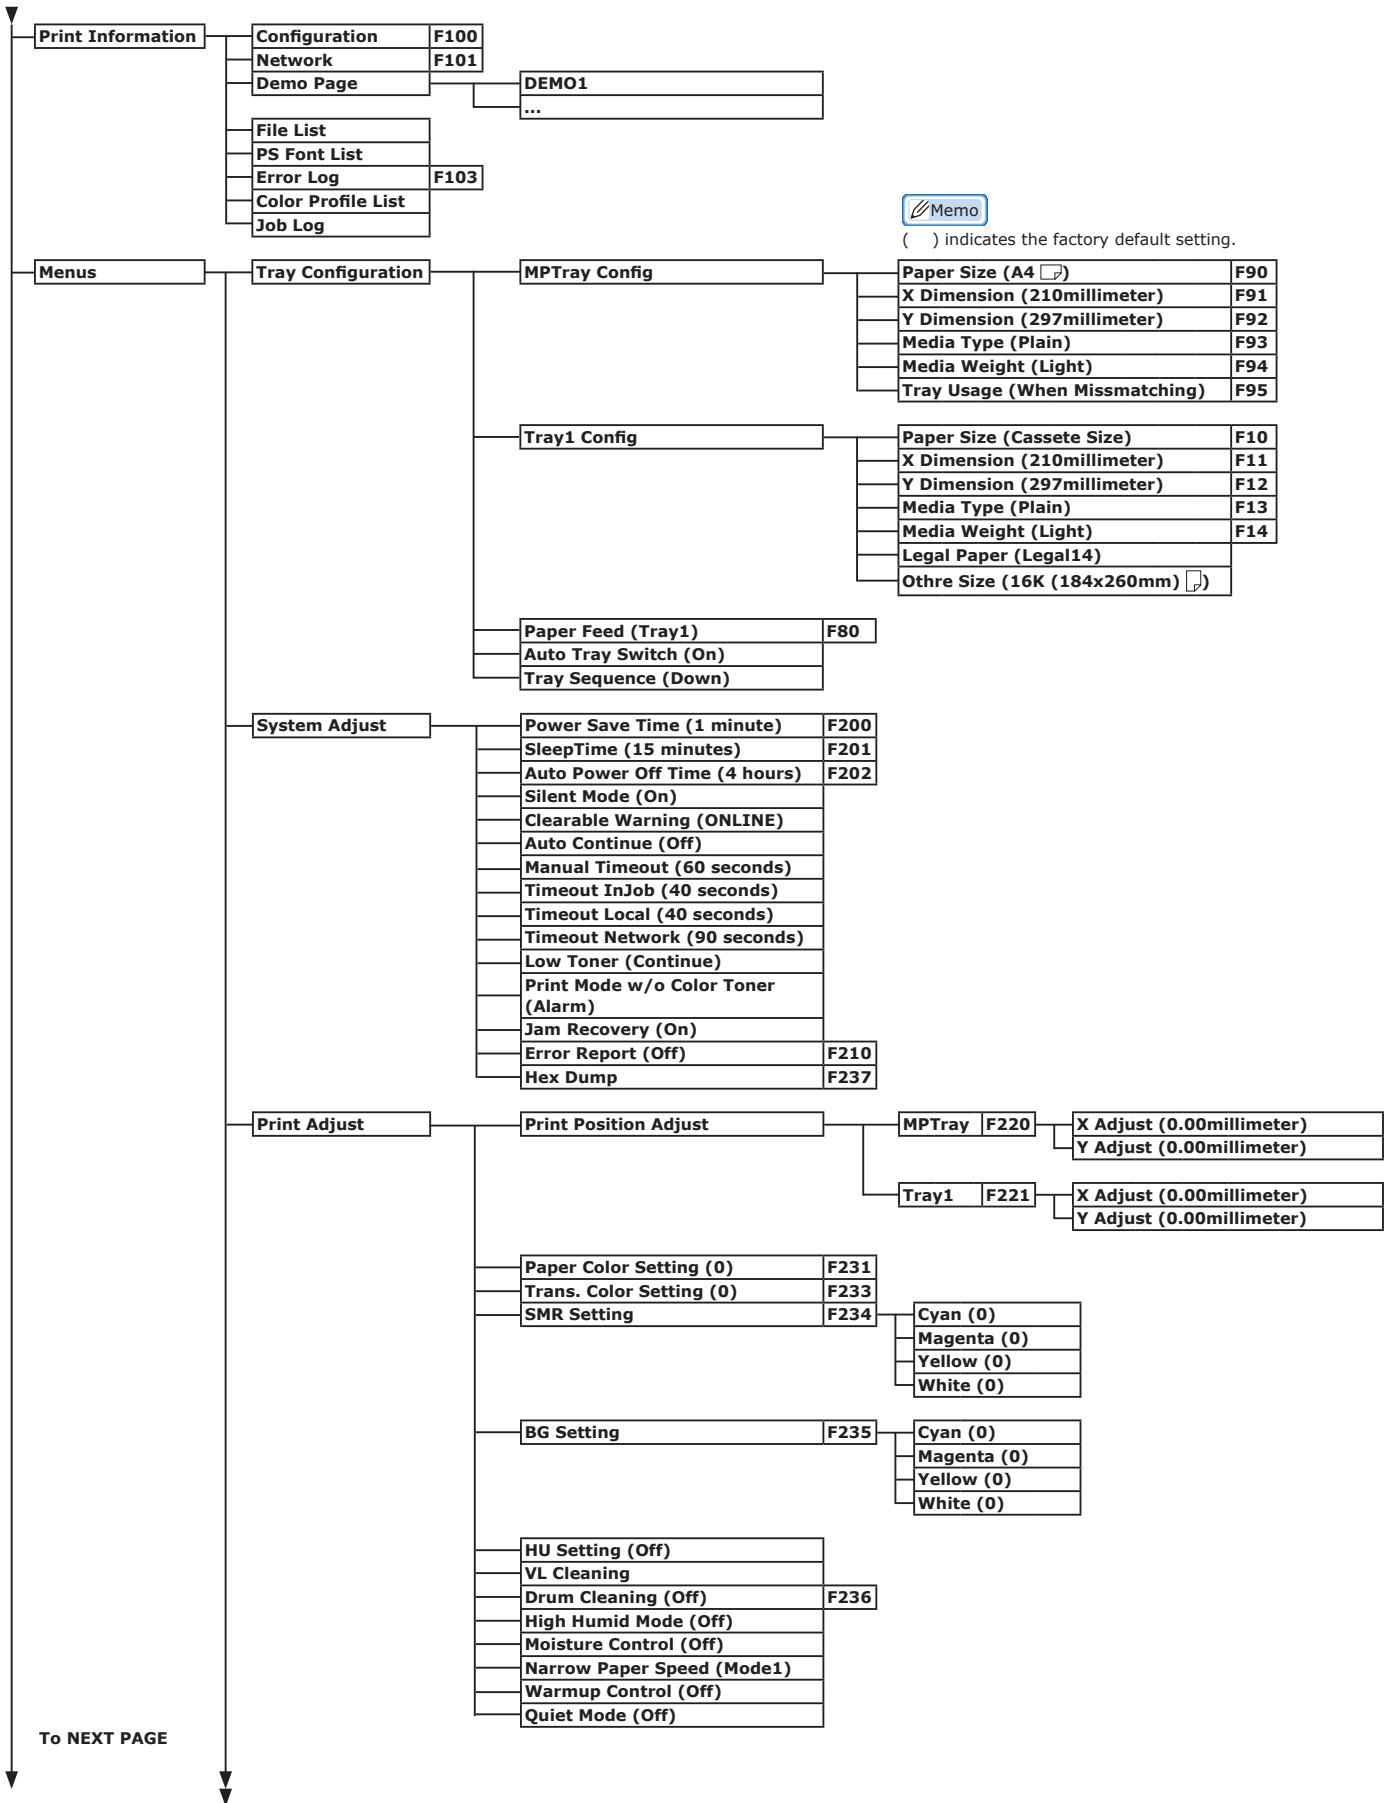 Print Information
Configuration F100
Network F101
Demo Page
DEMO1
...
File List
PS Font List
Error Log F103
Color Profile List
Job Log
Memo
( ) indicates the factory default setting.
Menus
Tray Configuration
MPTray Config
Paper Size (A4 ) F90
X Dimension (210millimeter) F91
Y Dimension (297millimeter) F92
Media Type (Plain) F93
Media Weight (Light) F94
Tray Usage (When Missmatching) F95
Tray1 Config
Paper Size (Cassete Size) F10
X Dimension (210millimeter) F11
Y Dimension (297millimeter) F12
Media Type (Plain) F13
Media Weight (Light) F14
Legal Paper (Legal14)
Othre Size (16K (184x260mm) )
Paper Feed (Tray1) F80
Auto Tray Switch (On)
Tray Sequence (Down)
System Adjust
Power Save Time (1 minute) F200
SleepTime (15 minutes) F201
Auto Power Off Time (4 hours) F202
Silent Mode (On)
Clearable Warning (ONLINE)
Auto Continue (Off)
Manual Timeout (60 seconds)
Timeout InJob (40 seconds)
Timeout Local (40 seconds)
Timeout Network (90 seconds)
Low Toner (Continue)
Print Mode w/o Color Toner
(Alarm)
Jam Recovery (On)
Error Report (Off) F210
Hex Dump F237
Print Adjust
Print Position Adjust
MPTray F220
X Adjust (0.00millimeter)
Y Adjust (0.00millimeter)
Tray1 F221
X Adjust (0.00millimeter)
Y Adjust (0.00millimeter)
Paper Color Setting (0) F231
Trans. Color Setting (0) F233
SMR Setting F234
Cyan (0)
Magenta (0)
Yellow (0)
White (0)
BG Setting F235
Cyan (0)
Magenta (0)
Yellow (0)
White (0)
HU Setting (Off)
VL Cleaning
Drum Cleaning (Off) F236
High Humid Mode (Off)
Moisture Control (Off)
Narrow Paper Speed (Mode1)
Warmup Control (Off)
Quiet Mode (Off)
To NEXT PAGE